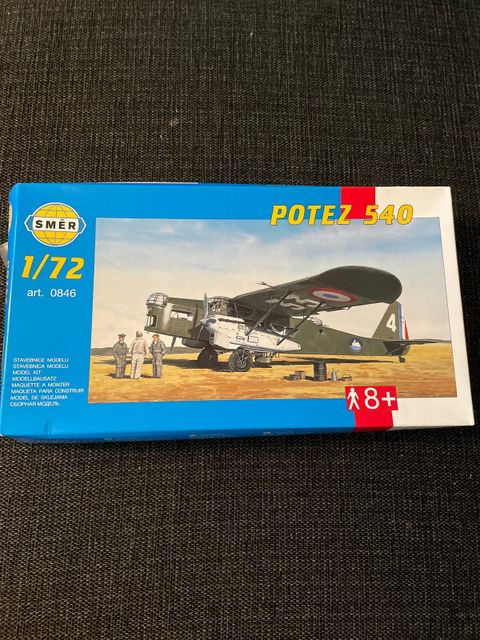 SMĚR
1/72
art. 0846
POTEZ 540
4
STAVEBNICE MODELU
STAVEBNICA MODELU
MODEL KIT
MODELLBAUSATZ
MAQUETTE A MONTER
MAQUETA PARA CONSTRUIR
MODEL DE SKLEJANIA
СБОРНАЯ МОДЕЛЬ
8+